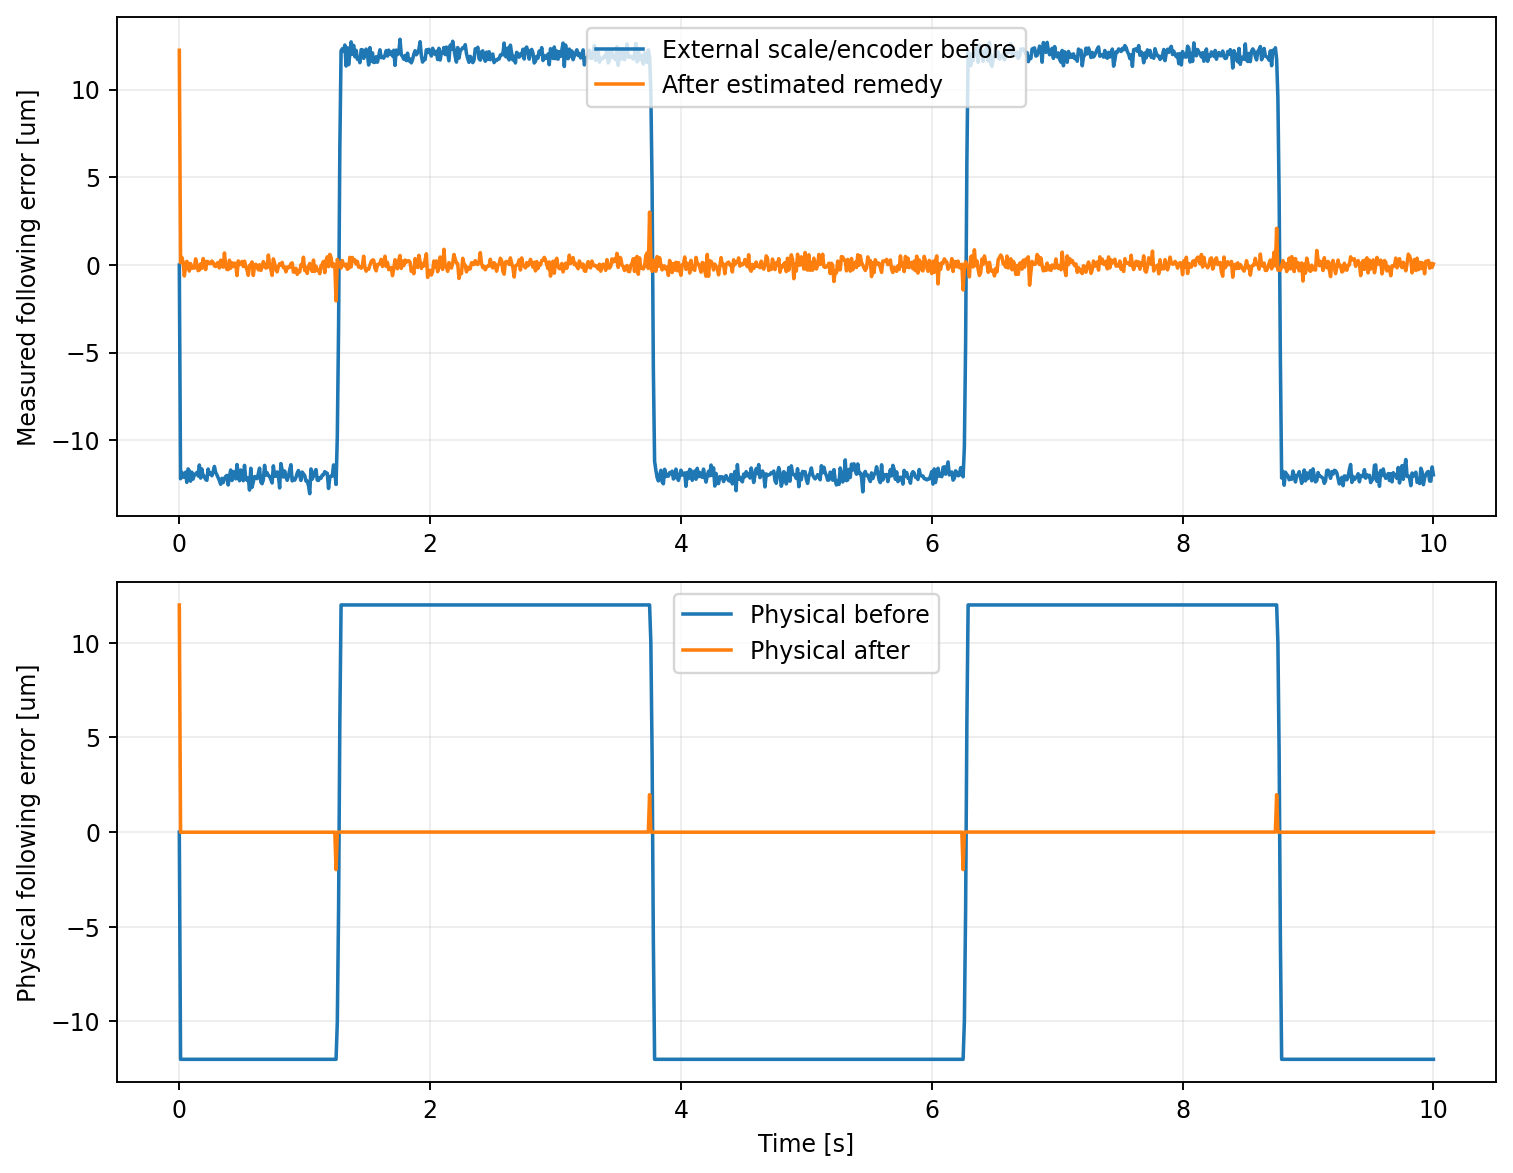 External scale/encoder before
After estimated remedy
Measured following error [um]
10
5
0
−5
−10
0 2 4 6 8 10
Physical before
Physical after
Physical following error [um]
10
5
0
−5
−10
0 2 4 6 8 10
Time [s]